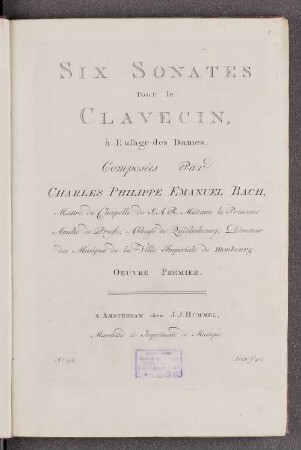 SIX SONATES
POUR le
CLAVECIN,
à l'usage des Dames.
Composées Par
CHARLES PHILIPPE EMANUEL BACH,
Maître de Chapelle de S. A. R. Madame la Princesse
Amelie de Prusse, Abbesse de Quedlinbourg, Directeur
de Musique de la Ville Imperiale de Hambourg.
OEUVRE PREMIER.
A AMSTERDAM chez J. J. HUMMEL,
Marchand & Imprimeur de Musique
N.º
Prix f